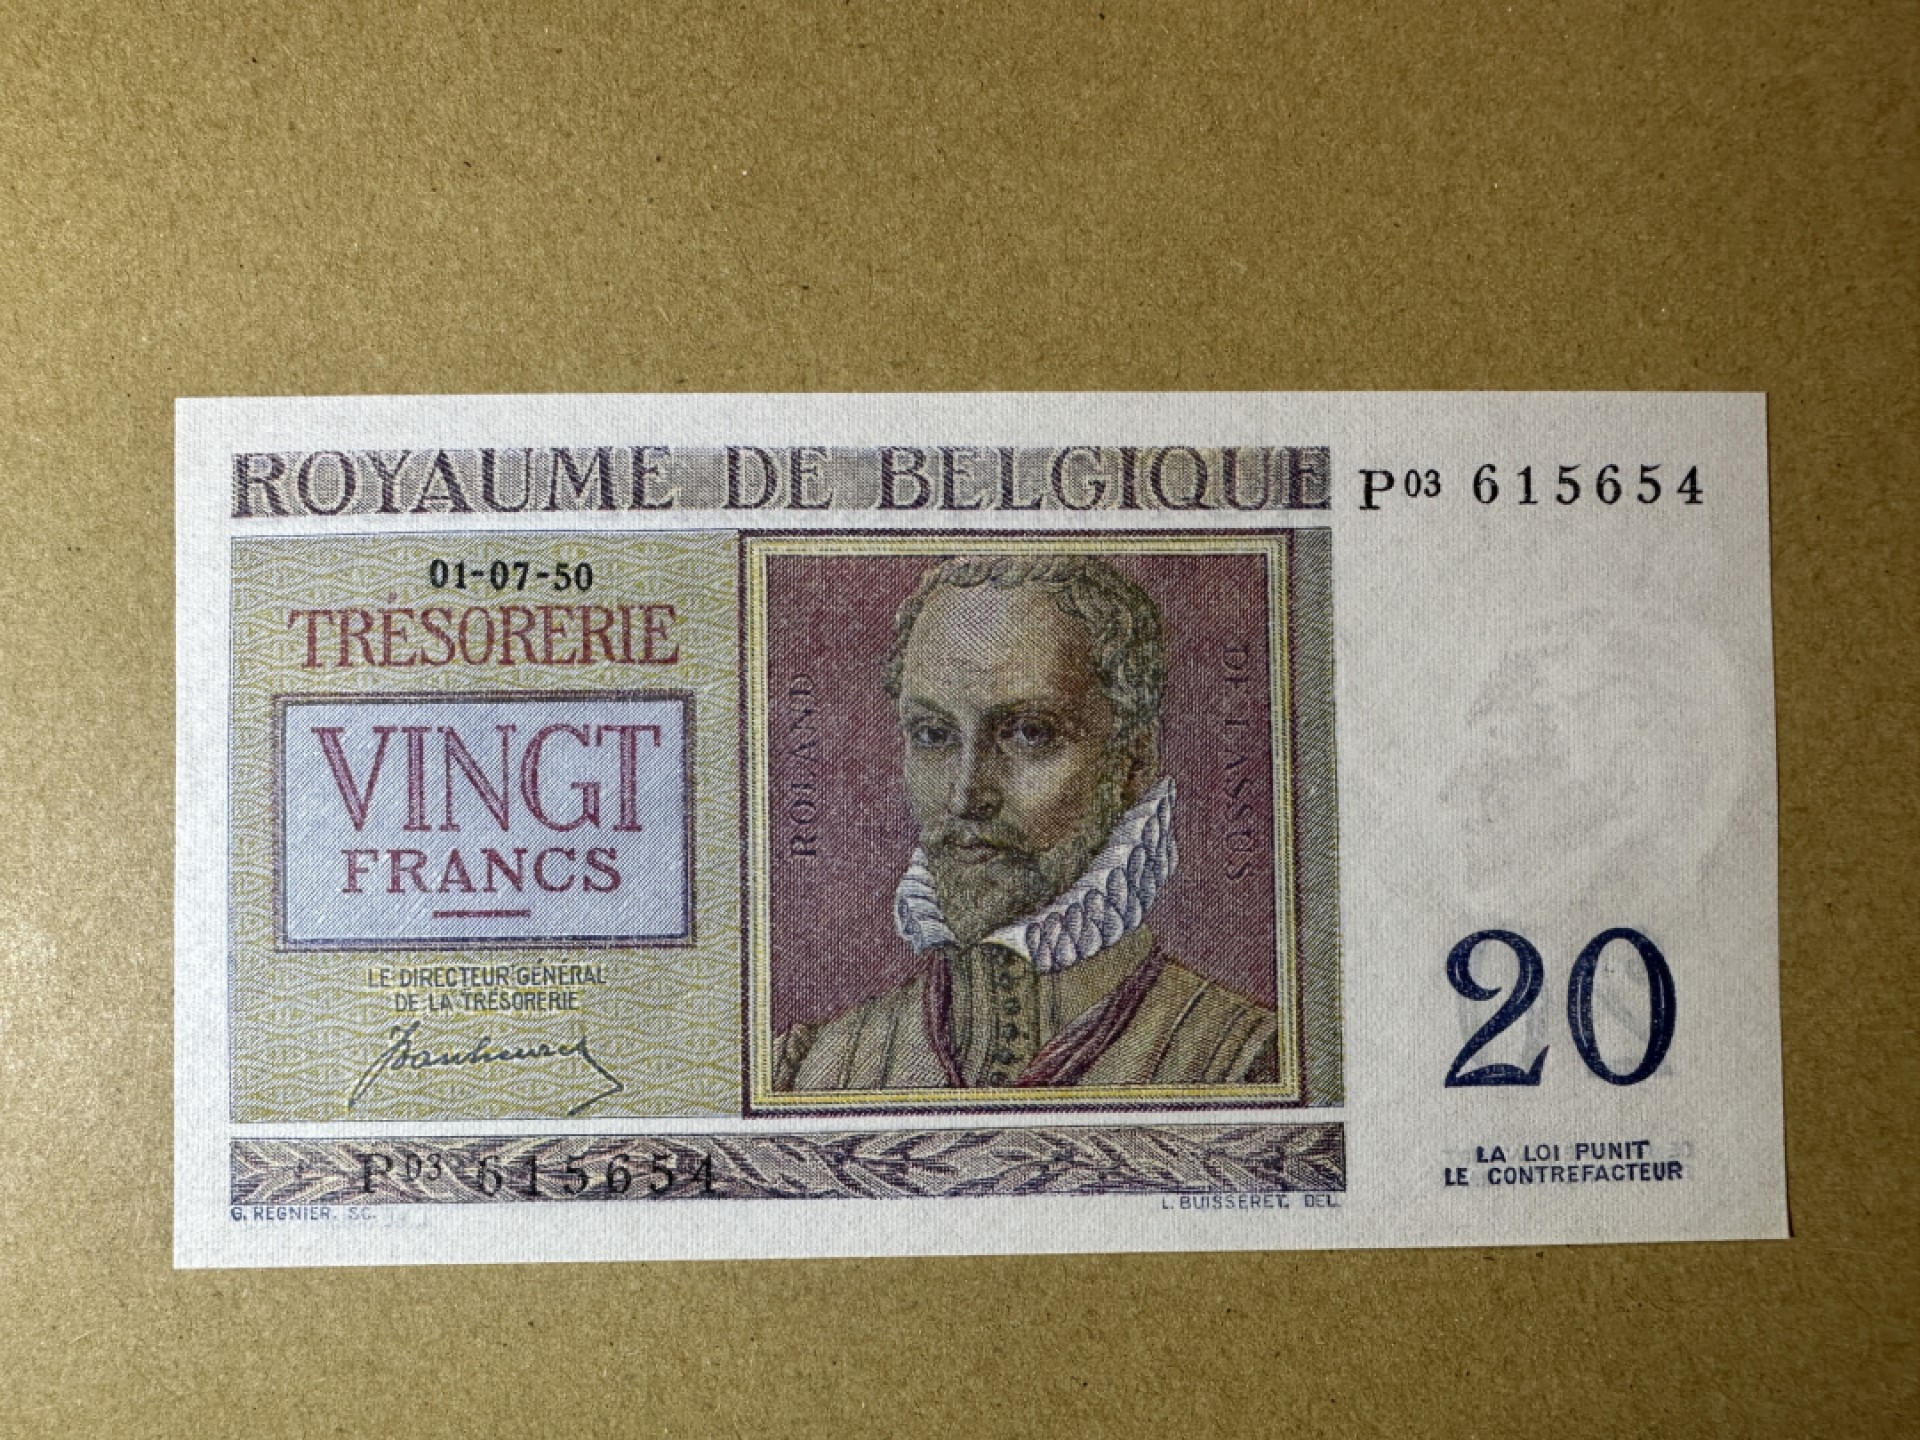 ROYAUME DE BELGIQUE
P03 615654
01-07-50
TRÉSORERIE
VINGT
FRANCS
ROLAND
DE LASSUS
LE DIRECTEUR GÉNÉRAL
DE LA TRÉSORERIE
20
LA LOI PUNIT
LE CONTREFACTEUR
P03 615654
G. REGNIER. SC.
L. BUISSERET. DEL.